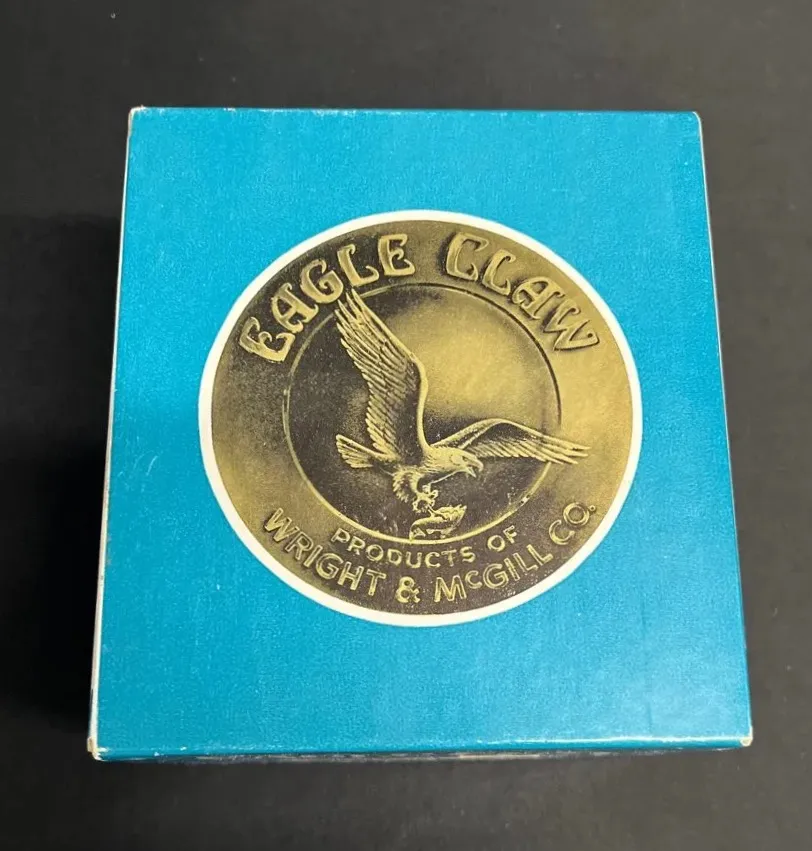 EAGLE CLAW
PRODUCTS OF
WRIGHT & McGILL CO.